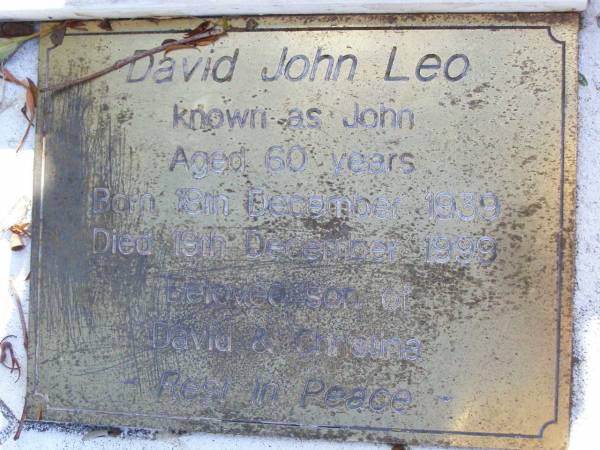 David John Leo
known as John
Aged 60 years
Born 18th December 1939
Died 19th December 1999
Beloved son of
David & Christina
~ Rest In Peace ~